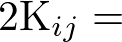 2K_{ij} =